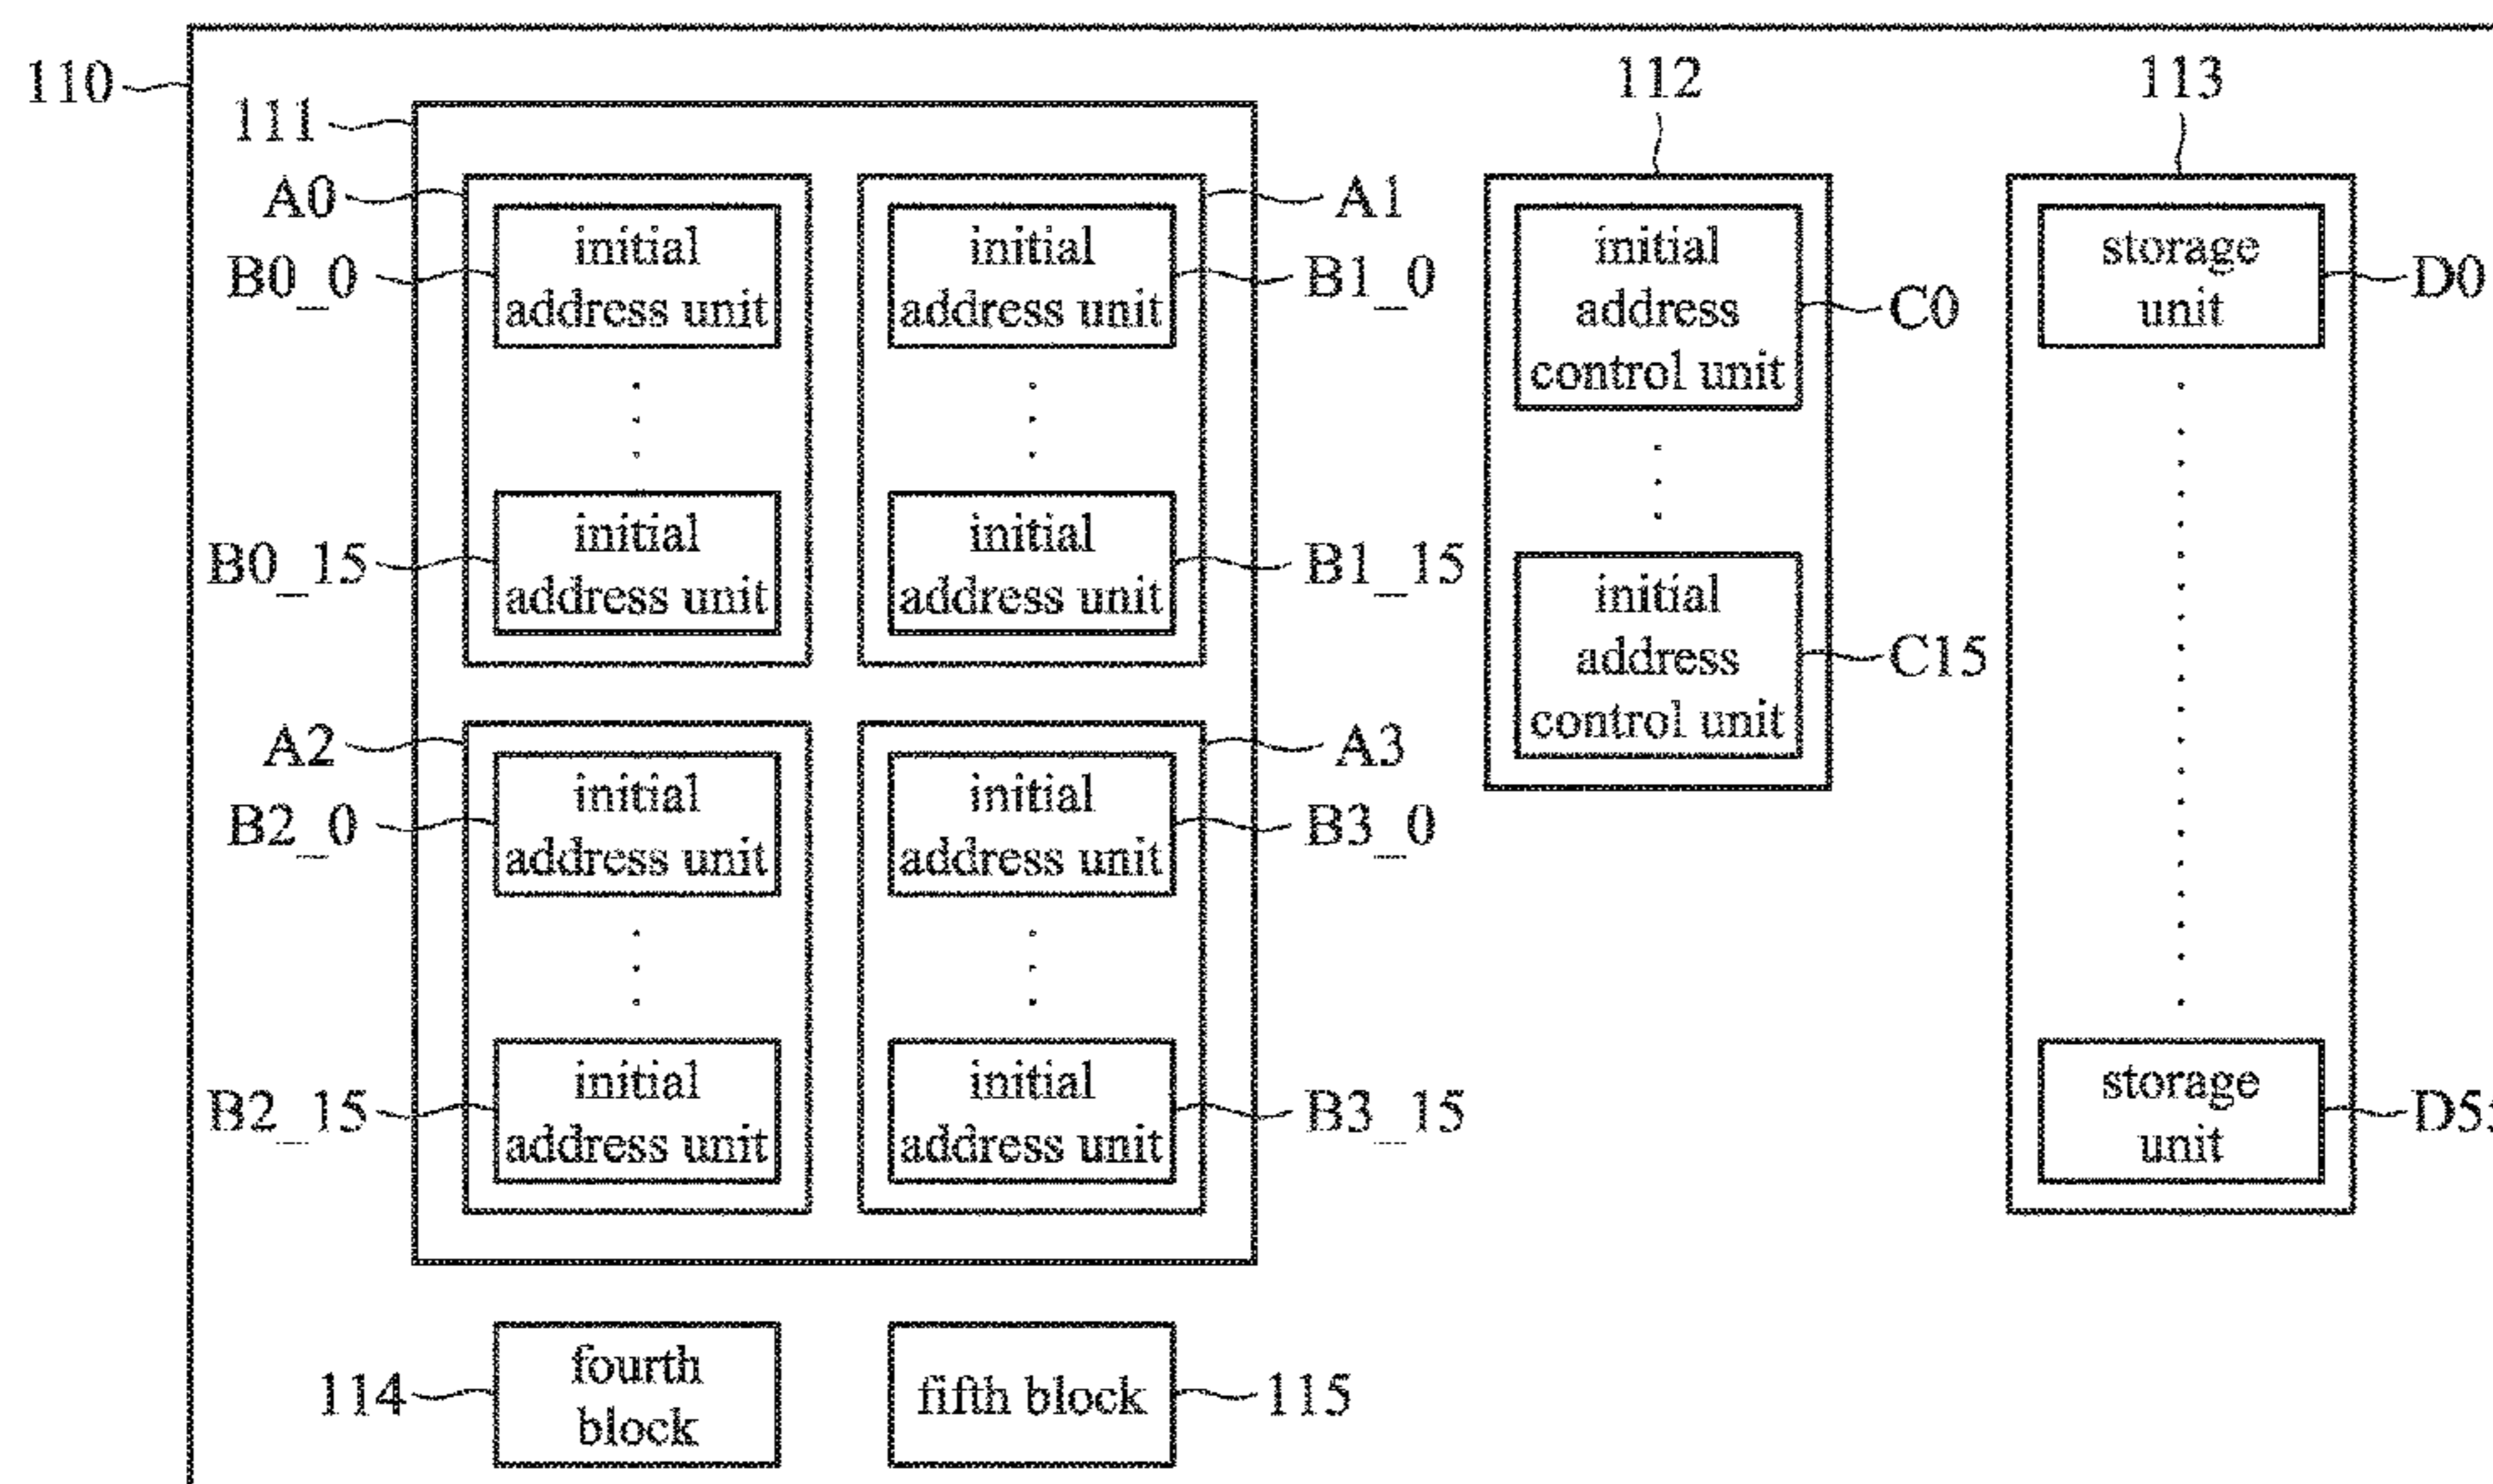 110
111
112
113
A0
initial
address unit
B0_0
initial
address unit
A1
B1_0
initial
address
control unit
C0
storage
unit
D0
B0_15
initial
address unit
initial
address unit
B1_15
initial
address
control unit
C15
A2
initial
address unit
B2_0
initial
address unit
A3
B3_0
B2_15
initial
address unit
initial
address unit
B3_15
storage
unit
114
fourth
block
fifth block
115